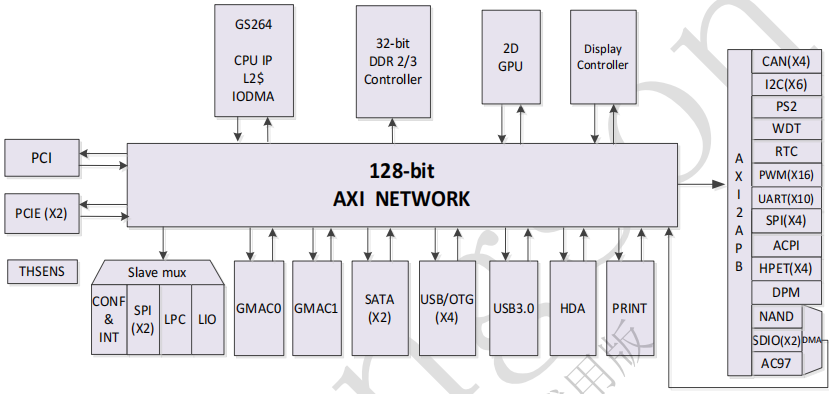 GS264
CPU IP
L2$
IODMA
32-bit
DDR 2/3
Controller
2D
GPU
Display
Controller
PCI
PCIE (X2)
THSENS
128-bit
AXI NETWORK
Slave mux
CONF
&
INT
SPI
(X2)
LPC
LIO
GMAC0
GMAC1
SATA
(X2)
USB/OTG
(X4)
USB3.0
HDA
PRINT
AXI2APB
CAN(X4)
I2C(X6)
PS2
WDT
RTC
PWM(X16)
UART(X10)
SPI(X4)
ACPI
HPET(X4)
DPM
NAND
SDIO(X2)
AC97
DMA
用版